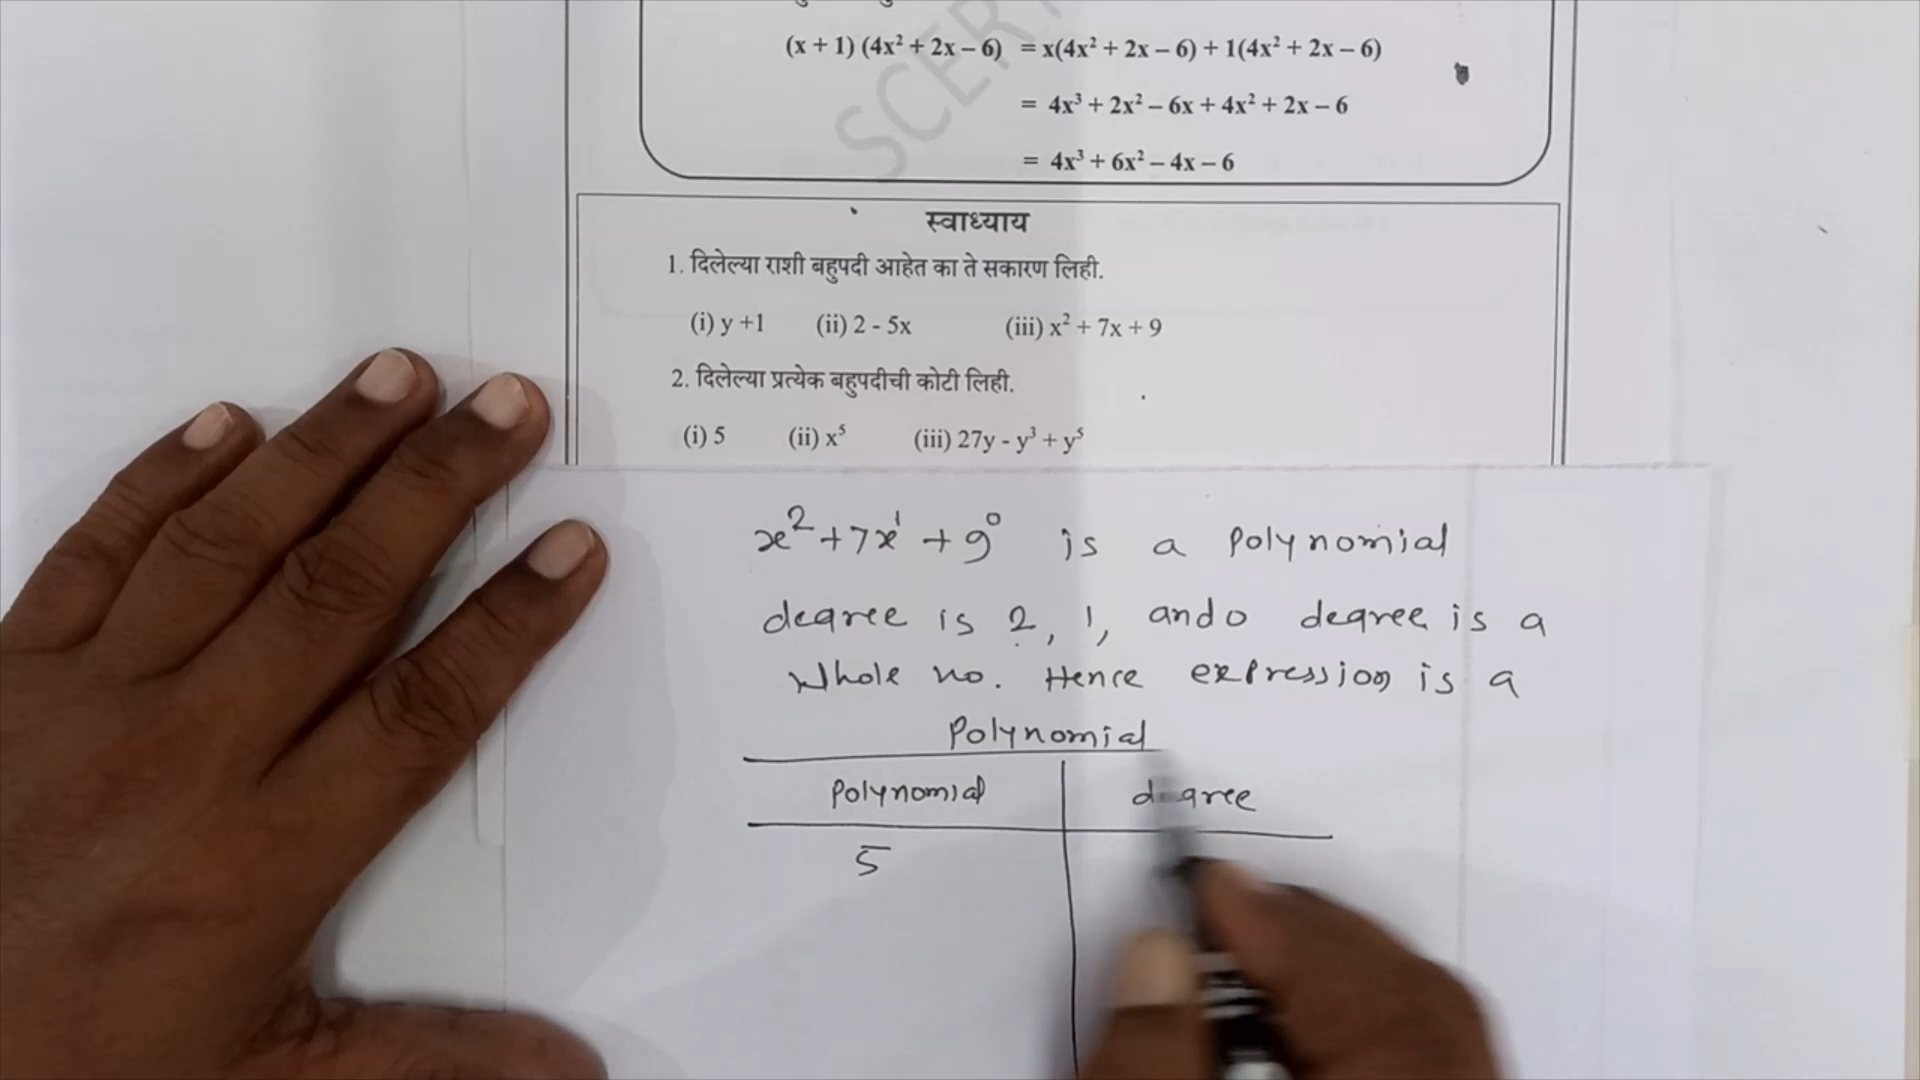 (x + 1) (4x² + 2x – 6) = x(4x² + 2x – 6) + 1(4x² + 2x – 6)
= 4x³ + 2x² – 6x + 4x² + 2x – 6
= 4x³ + 6x² – 4x – 6
SCERT
स्वाध्याय
1. दिलेल्या राशी बहुपदी आहेत का ते सकारण लिही.
(i) y +1 (ii) 2 - 5x (iii) x² + 7x + 9
2. दिलेल्या प्रत्येक बहुपदीची कोटी लिही.
(i) 5 (ii) x⁵ (iii) 27y - y³ + y⁵
x² + 7x¹ + 9⁰ is a polynomial
degree is 2, 1, and 0 degree is a
whole no. Hence expression is a
Polynomial
Polynomial degree
5